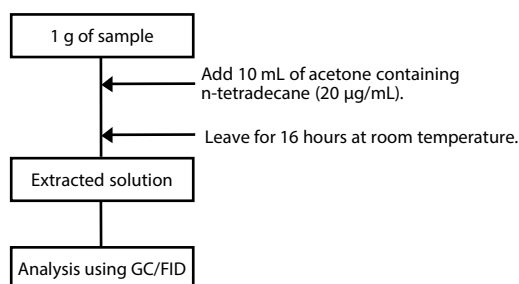 1 g of sample
Add 10 mL of acetone containing
n-tetradecane (20 μg/mL).
Leave for 16 hours at room temperature.
Extracted solution
Analysis using GC/FID